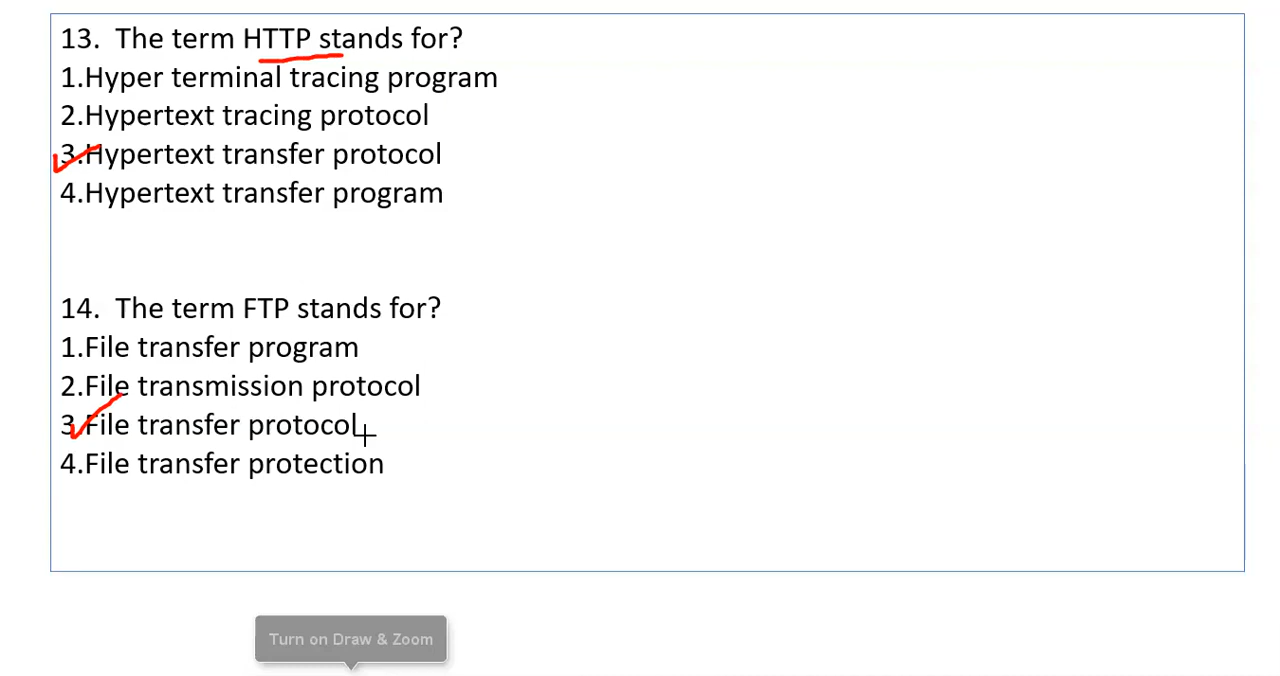 13.  The term HTTP stands for?
1.Hyper terminal tracing program
2.Hypertext tracing protocol
3.Hypertext transfer protocol
4.Hypertext transfer program
14.  The term FTP stands for?
1.File transfer program
2.File transmission protocol
3.File transfer protocol
4.File transfer protection
Turn on Draw & Zoom